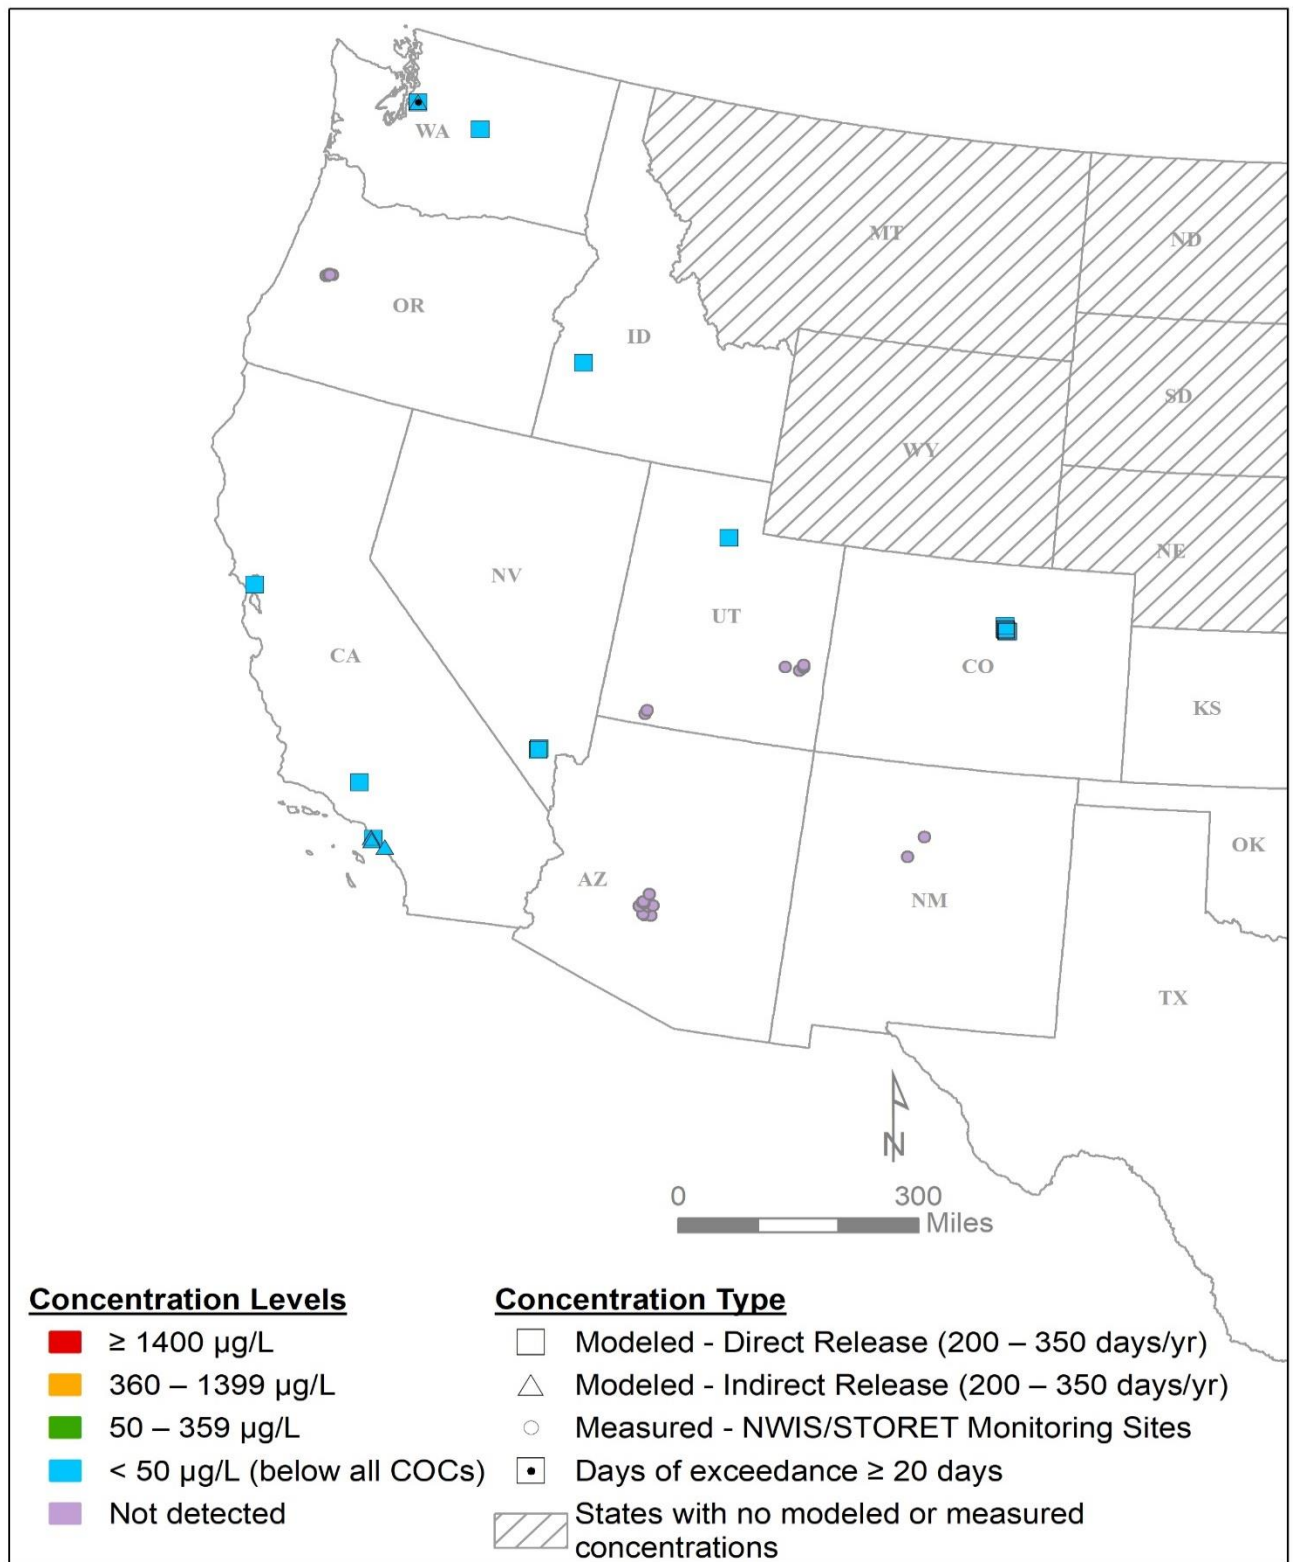 WA
MT
ND
OR
ID
SD
WY
NE
NV
UT
CA
CO
KS
OK
AZ
NM
TX
N
0 300
Miles
Concentration Levels
≥ 1400 µg/L
360 – 1399 µg/L
50 – 359 µg/L
< 50 µg/L (below all COCs)
Not detected
Concentration Type
Modeled - Direct Release (200 – 350 days/yr)
Modeled - Indirect Release (200 – 350 days/yr)
Measured - NWIS/STORET Monitoring Sites
Days of exceedance ≥ 20 days
States with no modeled or measured
concentrations